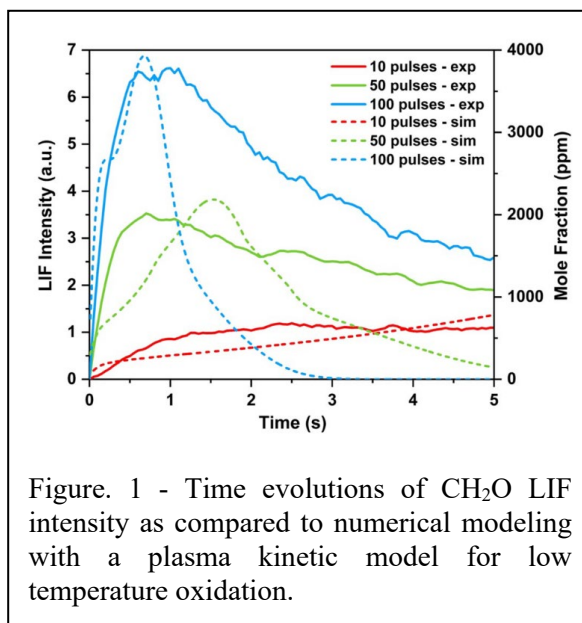 7
6
5
4
3
2
1
0
LIF Intensity (a.u.)
10 pulses - exp
50 pulses - exp
100 pulses - exp
10 pulses - sim
50 pulses - sim
100 pulses - sim
4000
3000
2000
1000
0
Mole Fraction (ppm)
0 1 2 3 4 5
Time (s)
Figure. 1 - Time evolutions of CH₂O LIF
intensity as compared to numerical modeling
with a plasma kinetic model for low
temperature oxidation.